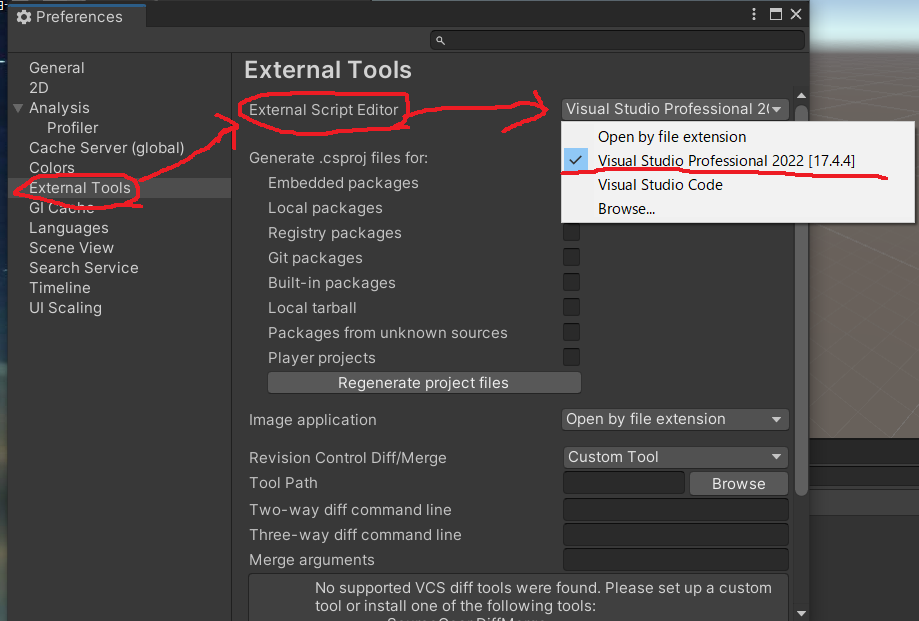 Preferences
General
2D
Analysis
Profiler
Cache Server (global)
Colors
External Tools
GI Cache
Languages
Scene View
Search Service
Timeline
UI Scaling
External Tools
External Script Editor
Visual Studio Professional 20
Open by file extension
Visual Studio Professional 2022 [17.4.4]
Visual Studio Code
Browse...
Generate .csproj files for:
Embedded packages
Local packages
Registry packages
Git packages
Built-in packages
Local tarball
Packages from unknown sources
Player projects
Regenerate project files
Image application Open by file extension
Revision Control Diff/Merge Custom Tool
Tool Path Browse
Two-way diff command line
Three-way diff command line
Merge arguments
No supported VCS diff tools were found. Please set up a custom
tool or install one of the following tools: